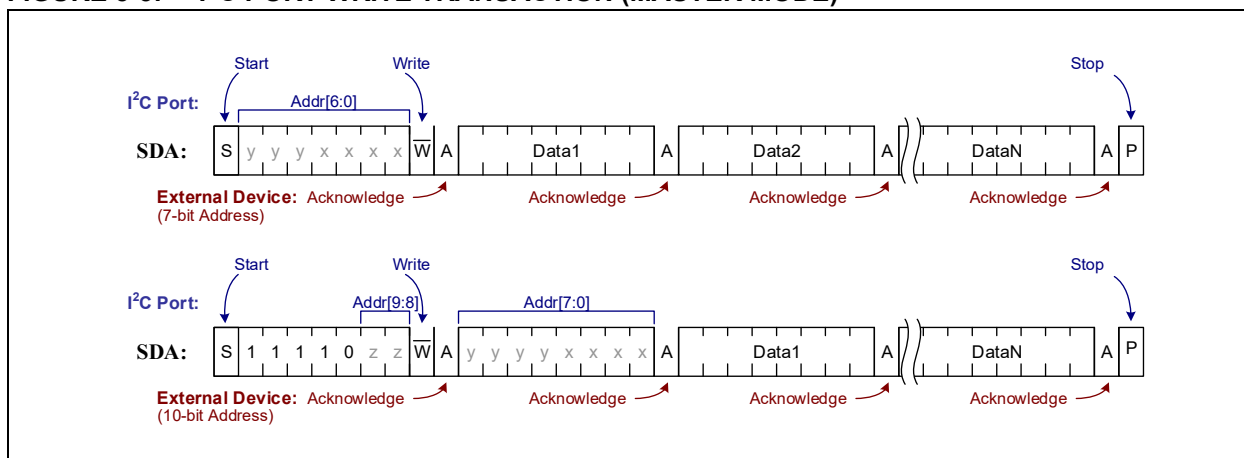 Start Write Stop
I²C Port: Addr[6:0]
SDA: S y y y x x x x W̅ A Data1 A Data2 A DataN A P
External Device: Acknowledge Acknowledge Acknowledge Acknowledge
(7-bit Address)
Start Write Stop
I²C Port: Addr[9:8] Addr[7:0]
SDA: S 1 1 1 1 0 z z W̅ A y y y y x x x x A Data1 A DataN A P
External Device: Acknowledge Acknowledge Acknowledge Acknowledge
(10-bit Address)